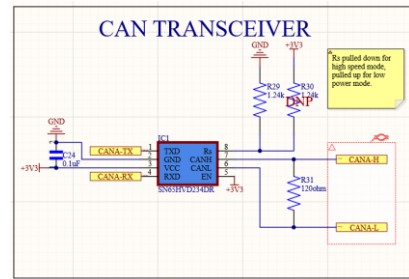 CAN TRANSCEIVER
GND
+3V3
Rs pulled down for
high speed mode,
pulled up for low
power mode.
R29
1.24k
R30
1.24k
DNP
GND
IC1
CANA-TX
1
TXD
Rs
8
2
GND
CANH
7
C24
0.1uF
+3V3
3
VCC
CANL
6
CANA-RX
4
RXD
EN
5
SN65HVD234DR
+3V3
CANA-H
R31
120ohm
CANA-L